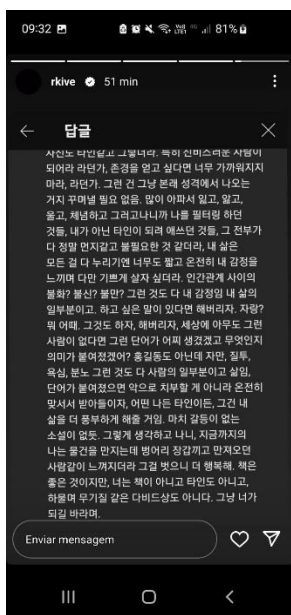 09:32
81%
rkive 51 min
답글
자신도 타인같고 그렇더라. 특히 신비스러운 사람이
되어라 라던가, 존경을 얻고 싶다면 너무 가까워지지
마라, 라던가. 그런 건 그냥 본래 성격에서 나오는
거지 꾸며낼 필요 없음. 많이 아파서 잃고, 잃고,
울고, 체념하고 그러고나니까 나를 필터링 하던
것들, 내가 아닌 타인이 되려 애쓰던 것들, 그 전부가
다 정말 먼지같고 불필요한 것 같더라, 내 삶은
모든 걸 다 누리기엔 너무도 짧고 온전히 내 감정을
느끼며 다만 기쁘게 살자 싶더라. 인간관계 사이의
불화? 불신? 불만? 그런 것도 다 내 감정임 내 삶의
일부분이고. 하고 싶은 말이 있다면 해버리자. 자랑?
뭐 어때. 그것도 하자, 해버리자, 세상에 아무도 그런
사람이 없다면 그런 단어가 어찌 생겼겠고 무엇인지
의미가 붙여졌겠어? 홍길동도 아닌데 자만, 질투,
욕심, 분노 그런 것도 다 사람의 일부분이고 삶임,
단어가 붙여졌으면 악으로 치부할 게 아니라 온전히
맞서서 받아들이자, 어떤 나든 타인이든, 그건 내
삶을 더 풍부하게 해줄 거임. 마치 갈등이 없는
소설이 없듯. 그렇게 생각하고 나니, 지금까지의
나는 물건을 만지는데 벙어리 장갑끼고 만져오던
사람같이 느껴지더라 그걸 벗으니 더 행복해. 책은
좋은 것이지만, 너는 책이 아니고 타인도 아니고,
하물며 무기질 같은 다비드상도 아니다. 그냥 너가
되길 바라며.
Enviar mensagem